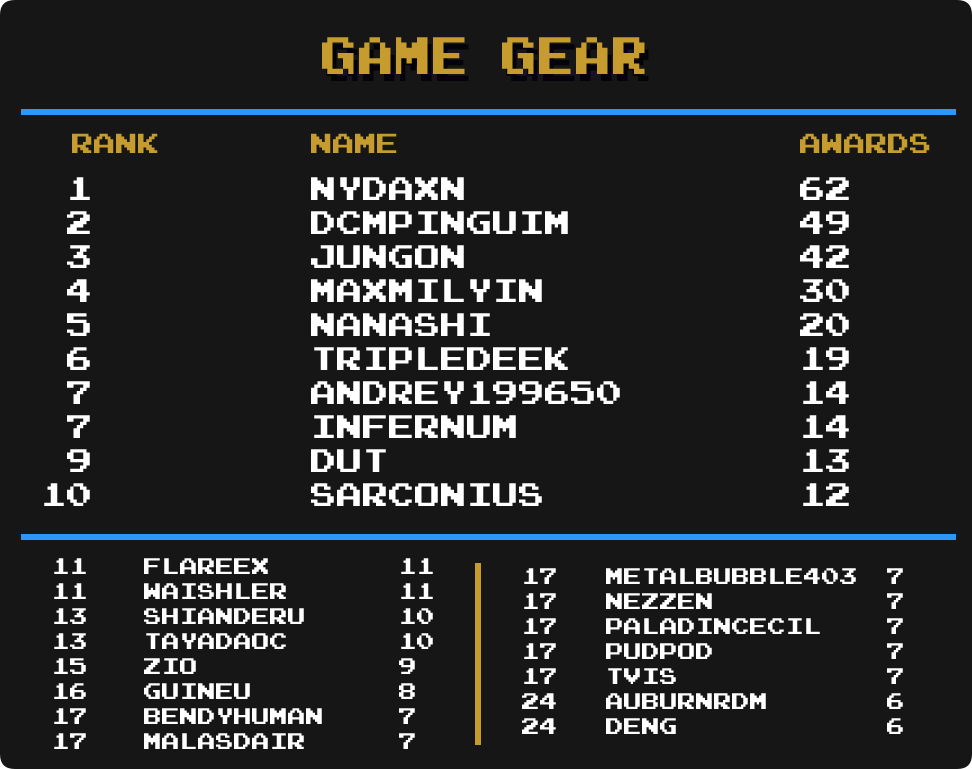 GAME GEAR
RANK NAME AWARDS
1 NYDAXN 62
2 DCMPINGUIM 49
3 JUNGON 42
4 MAXMILYIN 30
5 NANASHI 20
6 TRIPLEDEEK 19
7 ANDREY199650 14
7 INFERNUM 14
9 DUT 13
10 SARCONIUS 12
11 FLAREEX 11
11 WAISHLER 11
13 SHIANDERU 10
13 TAYADAOC 10
15 ZIO 9
16 GUINEU 8
17 BENDYHUMAN 7
17 MALASDAIR 7
17 METALBUBBLE403 7
17 NEZZEN 7
17 PALADINCECIL 7
17 PUDPOD 7
17 TVIS 7
24 AUBURNRDM 6
24 DENG 6